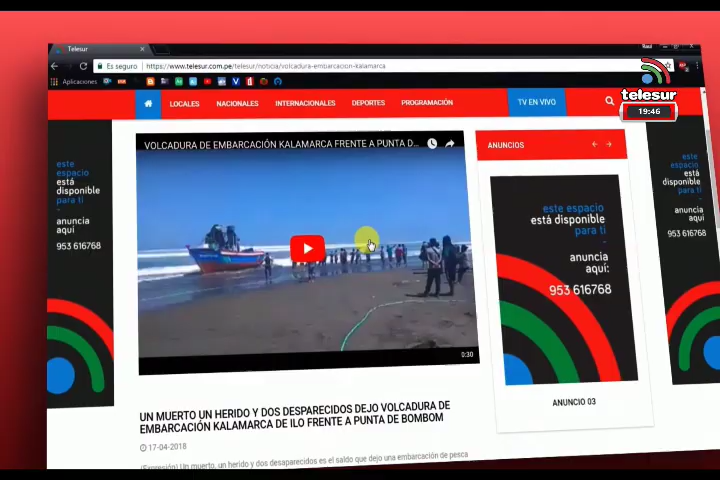 Telesur
Raul
Es seguro
https://www.telesur.com.pe/telesur/noticia/volcadura-embarcacion-kalamarca
Aplicaciones
telesur
19:46
LOCALES
NACIONALES
INTERNACIONALES
DEPORTES
PROGRAMACIÓN
TV EN VIVO
VOLCADURA DE EMBARCACIÓN KALAMARCA FRENTE A PUNTA D...
0:30
ANUNCIOS
este espacio
está disponible
para ti
-
anuncia
aquí:
953 616768
ANUNCIO 03
este
espacio
está
disponible
para ti
-
anuncia
aquí
953 616768
este
espacio
está
disponible
para ti
-
anuncia
aquí
953 616768
UN MUERTO UN HERIDO Y DOS DESPARECIDOS DEJO VOLCADURA DE
EMBARCACIÓN KALAMARCA DE ILO FRENTE A PUNTA DE BOMBOM
17-04-2018
(Expresión) Un muerto, un herido y dos desaparecidos es el saldo que dejo una embarcación de pesca